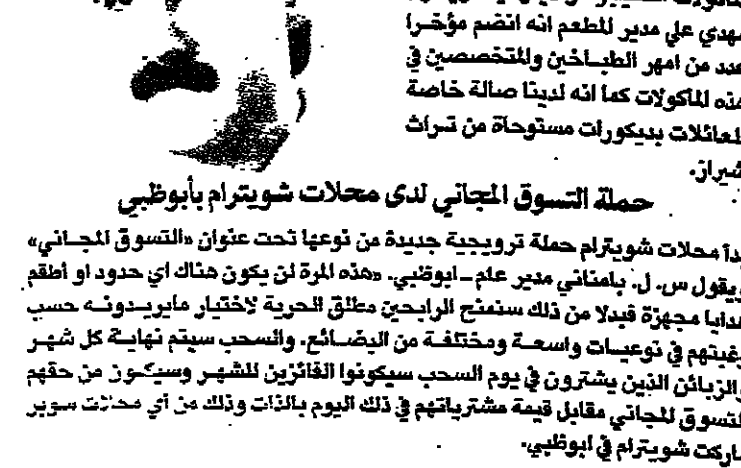 مهدي علي مدير المطعم انه انضم مؤخرا
عدد من امهر الطباخين والمتخصصين في
هذه المأكولات كما انه لدينا صالة خاصة
للعائلات بديكورات مستوحاة من تراث
شيراز.
حملة التسوق المجاني لدى محلات شويترام بأبوظبي
تبدأ محلات شويترام حملة ترويجية جديدة من نوعها تحت عنوان «التسوق المجاني»
ويقول س. ل. بامناني مدير عام ـ ابوظبي. «هذه المرة لن يكون هناك اي حدود او أطقم
هدايا مجهزة فبدلا من ذلك سنمنح الرابحين مطلق الحرية لاختيار مايريدونه حسب
رغبتهم في نوعيات واسعة ومختلفة من البضائع. والسحب سيتم نهاية كل شهر
والزبائن الذين يشترون في يوم السحب سيكونوا الفائزين للشهر وسيكون من حقهم
التسوق المجاني مقابل قيمة مشترياتهم في ذلك اليوم بالذات وذلك من أي محلات سوبر
ماركت شويترام في ابوظبي.